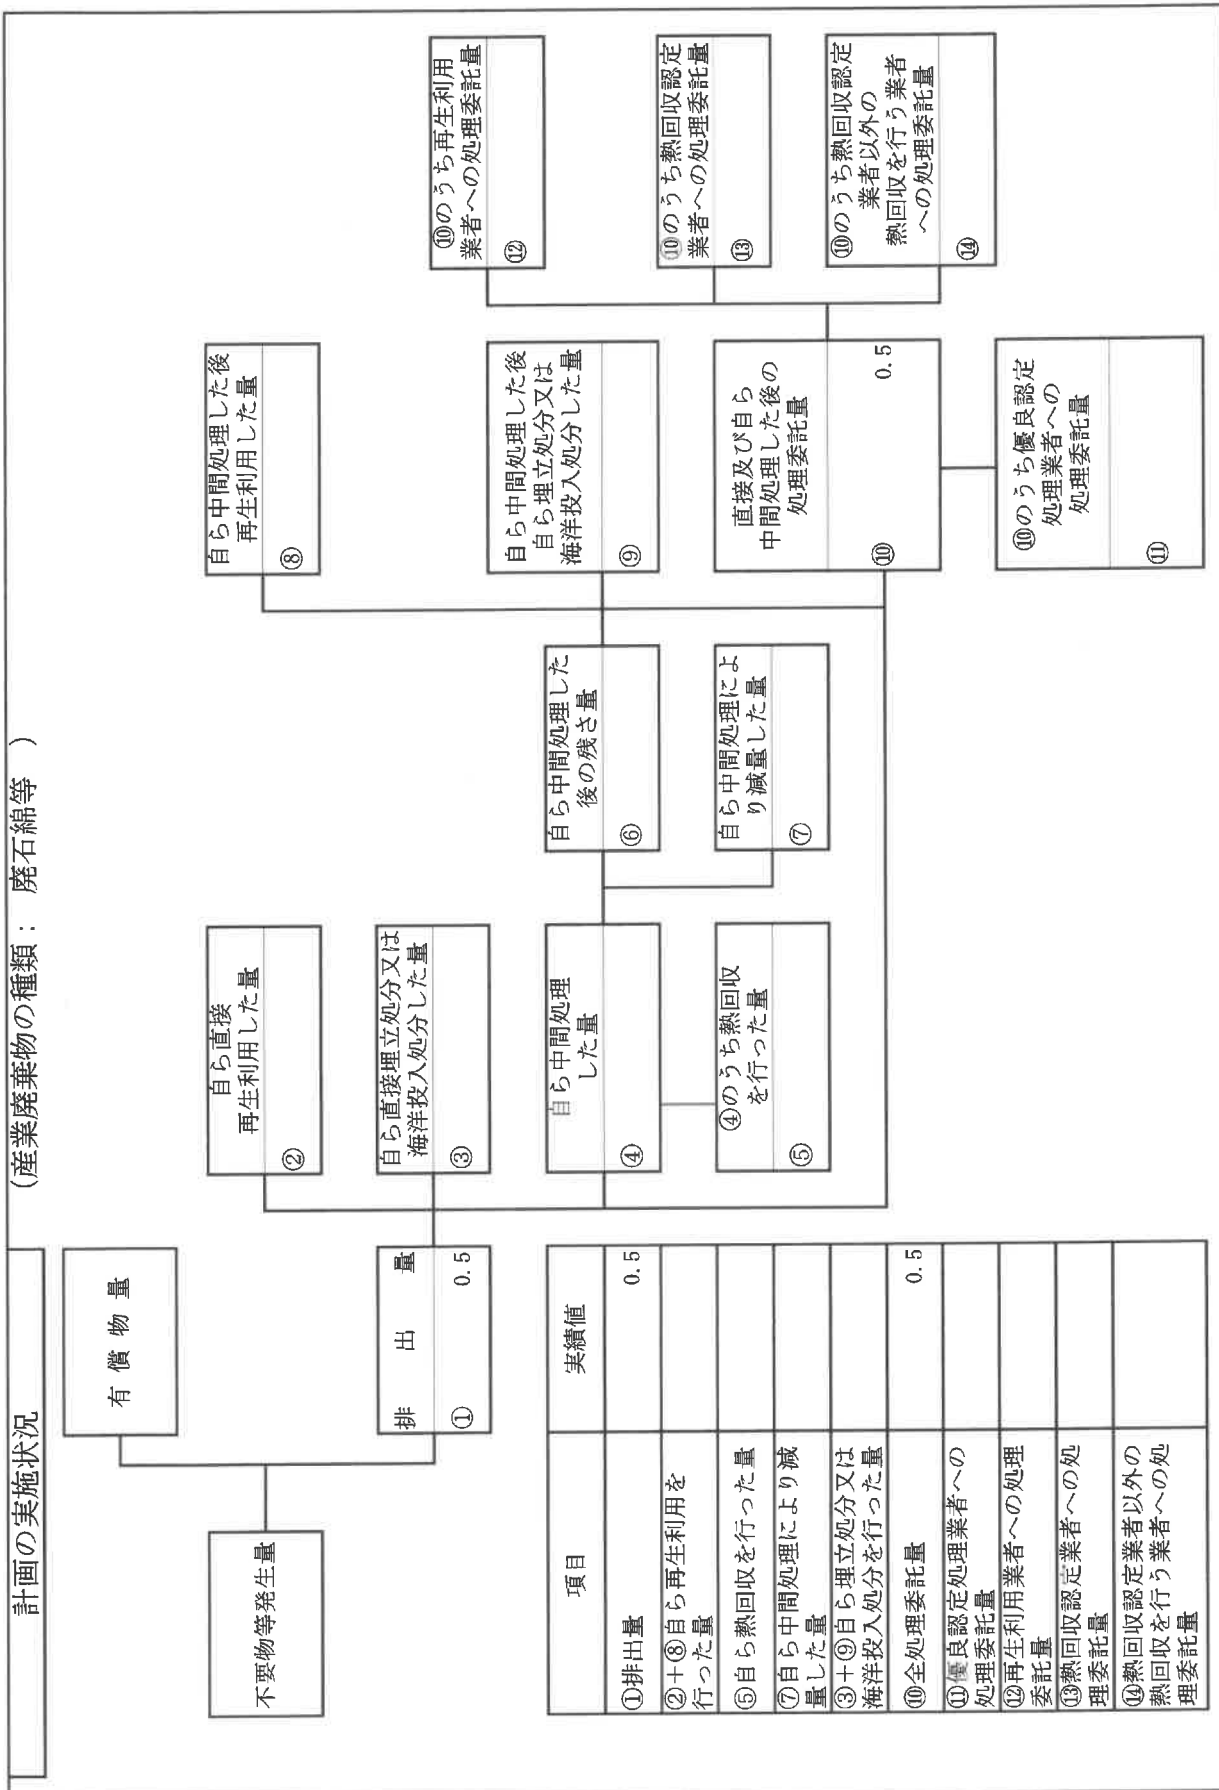 計画の実施状況
(産業廃棄物の種類： 廃石綿等 )
不要物等発生量
有償物量
排出量
① 0.5
自ら直接
再生利用した量
②
自ら直接埋立処分又は
海洋投入処分した量
③
自ら中間処理
した量
④
④のうち熱回収
を行った量
⑤
自ら中間処理した
後の残さ量
⑥
自ら中間処理によ
り減量した量
⑦
自ら中間処理した後
再生利用した量
⑧
自ら中間処理した後
自ら埋立処分又は
海洋投入処分した量
⑨
直接及び自ら
中間処理した後の
処理委託量
⑩ 0.5
⑩のうち優良認定
処理業者への
処理委託量
⑪
⑩のうち再生利用
業者への処理委託量
⑫
⑩のうち熱回収認定
業者への処理委託量
⑬
⑩のうち熱回収認定
業者以外の
熱回収を行う業者
への処理委託量
⑭
項目 実績値
①排出量 0.5
②＋⑧自ら再生利用を
行った量
⑤自ら熱回収を行った量
⑦自ら中間処理により減
量した量
③＋⑨自ら埋立処分又は
海洋投入処分を行った量
⑩全処理委託量 0.5
⑪優良認定処理業者への
処理委託量
⑫再生利用業者への処理
委託量
⑬熱回収認定業者への処
理委託量
⑭熱回収認定業者以外の
熱回収を行う業者への処
理委託量